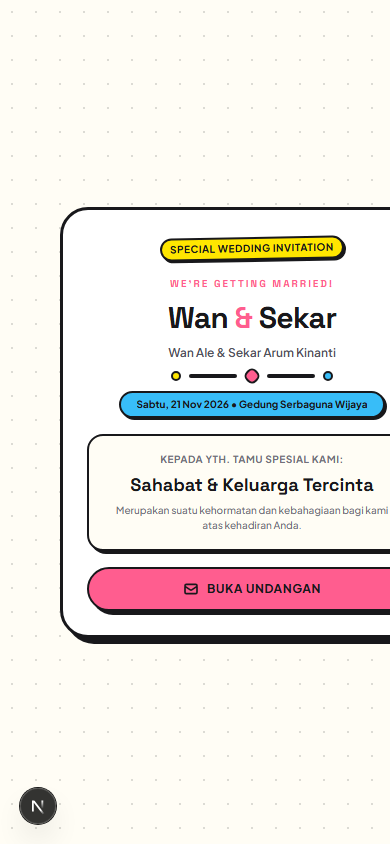 SPECIAL WEDDING INVITATION
WE'RE GETTING MARRIED!
Wan & Sekar
Wan Ale & Sekar Arum Kinanti
Sabtu, 21 Nov 2026 • Gedung Serbaguna Wijaya
KEPADA YTH. TAMU SPESIAL KAMI:
Sahabat & Keluarga Tercinta
Merupakan suatu kehormatan dan kebahagiaan bagi kami
atas kehadiran Anda.
BUKA UNDANGAN
N